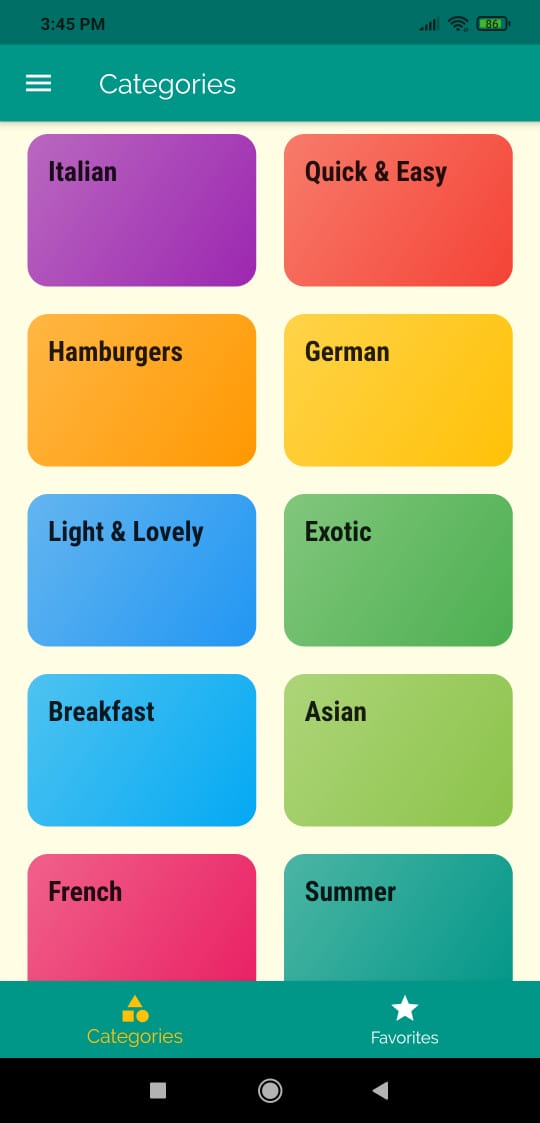 3:45 PM 86
Categories
Italian Quick & Easy
Hamburgers German
Light & Lovely Exotic
Breakfast Asian
French Summer
Categories Favorites